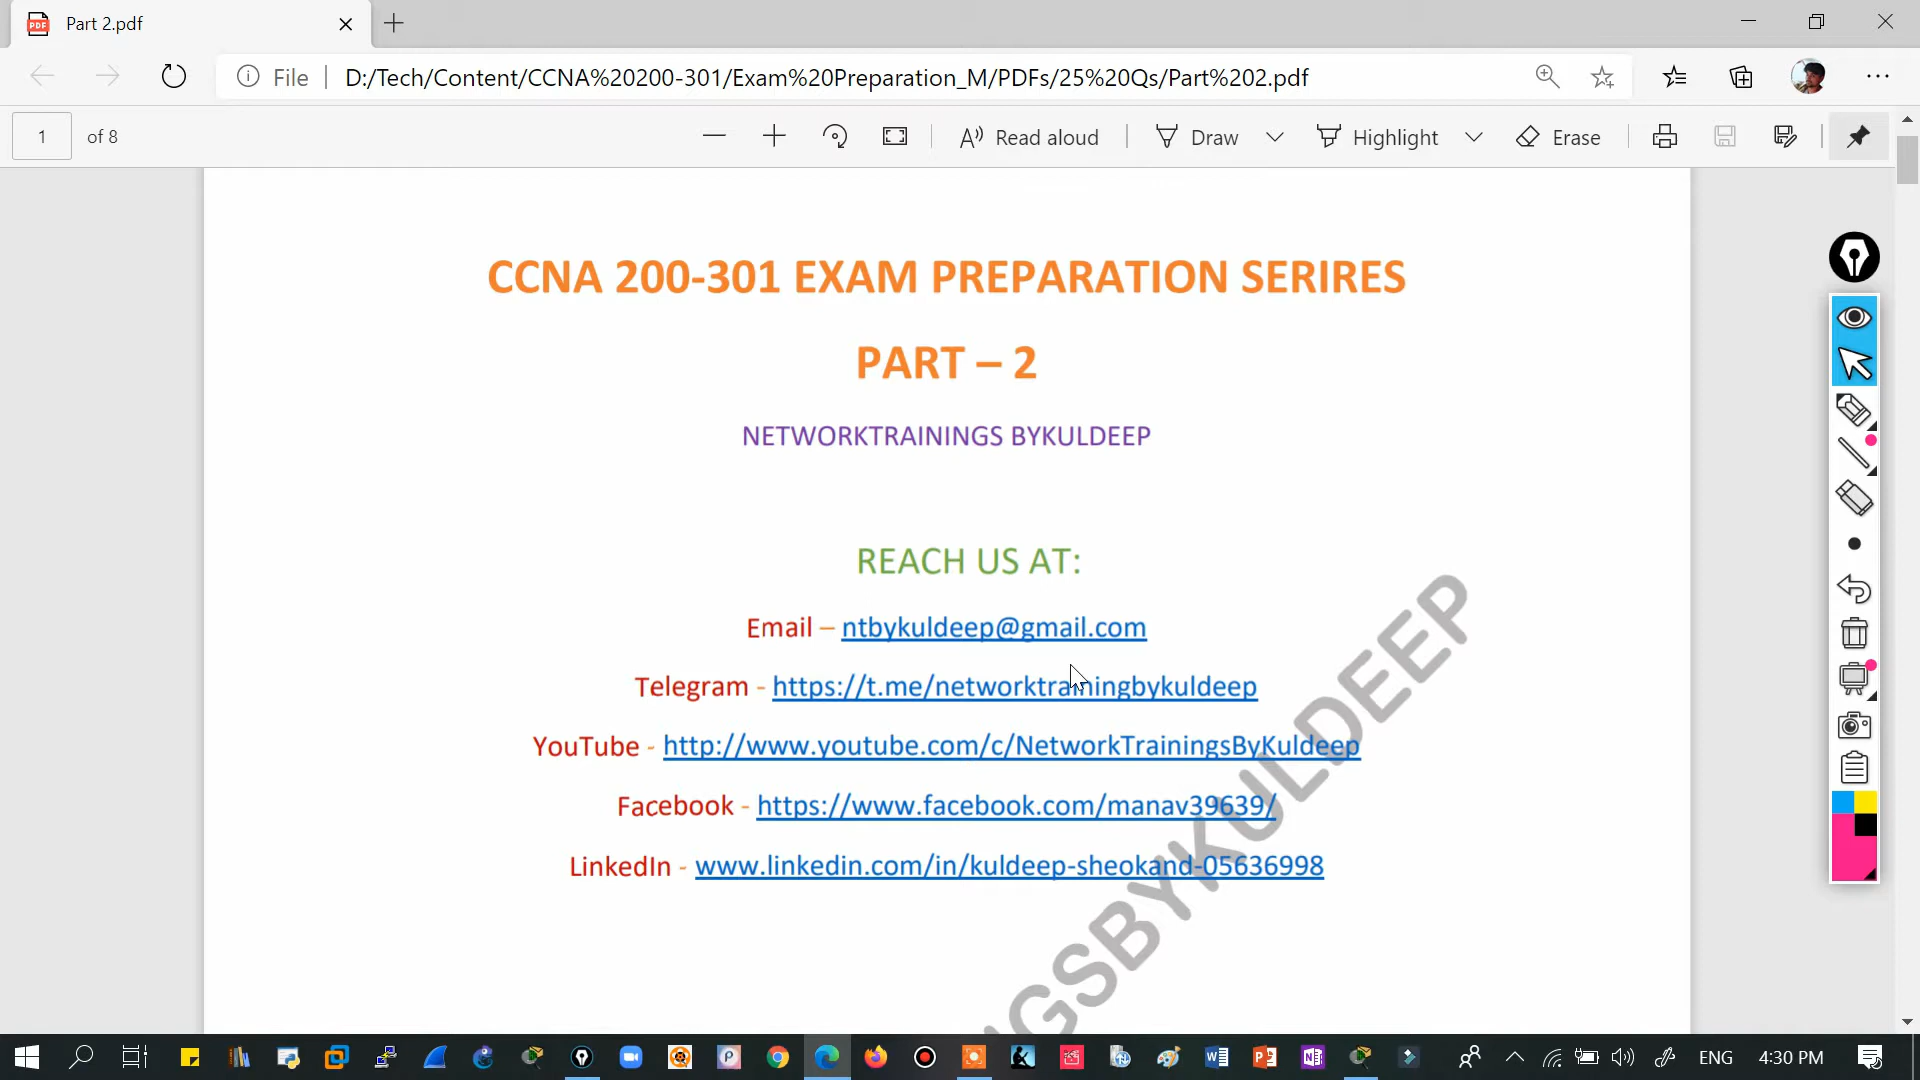 Part 2.pdf
File
D:/Tech/Content/CCNA%20200-301/Exam%20Preparation_M/PDFs/25%20Qs/Part%202.pdf
1 of 8
Read aloud
Draw
Highlight
Erase
CCNA 200-301 EXAM PREPARATION SERIRES
PART – 2
NETWORKTRAININGS BYKULDEEP
REACH US AT:
Email – ntbykuldeep@gmail.com
Telegram - https://t.me/networktrainingbykuldeep
YouTube - http://www.youtube.com/c/NetworkTrainingsByKuldeep
Facebook - https://www.facebook.com/manav39639/
LinkedIn - www.linkedin.com/in/kuldeep-sheokand-05636998
GSBYKULDEEP
ENG
4:30 PM